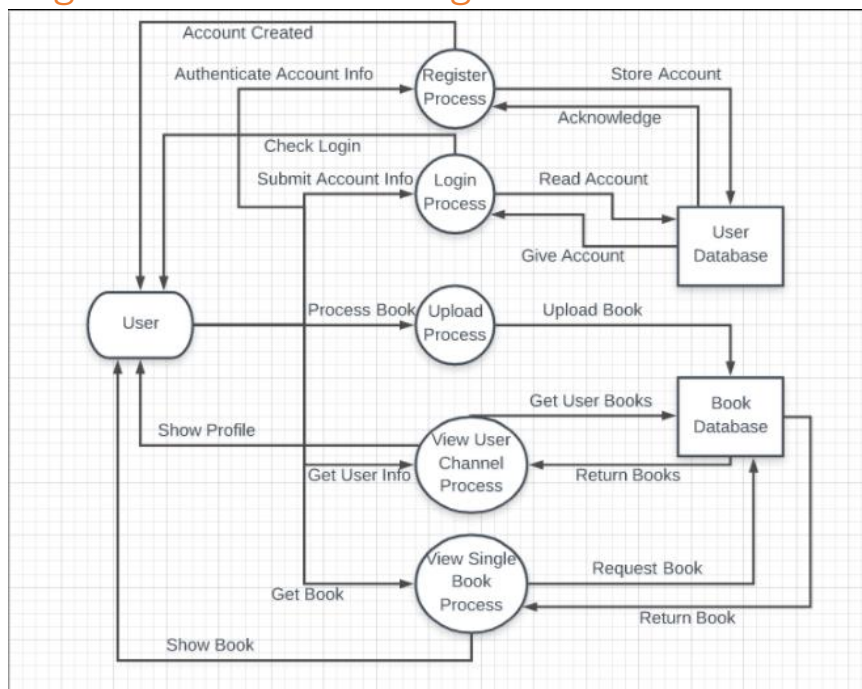 Account Created
Authenticate Account Info
Register
Process
Store Account
Acknowledge
Check Login
Submit Account Info
Login
Process
Read Account
Give Account
User
Database
User
Process Book
Upload
Process
Upload Book
Get User Books
Book
Database
Show Profile
View User
Channel
Process
Get User Info
Return Books
View Single
Book
Process
Get Book
Request Book
Return Book
Show Book